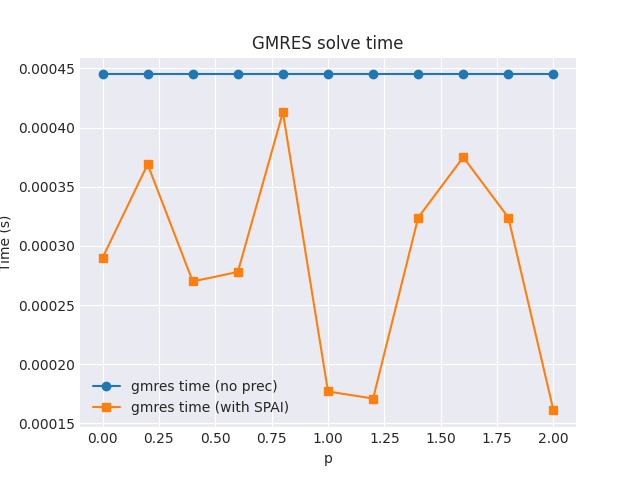 GMRES solve time
0.00045
0.00040
0.00035
0.00030
0.00025
0.00020
0.00015
Time (s)
gmres time (no prec)
gmres time (with SPAI)
0.00 0.25 0.50 0.75 1.00 1.25 1.50 1.75 2.00
p